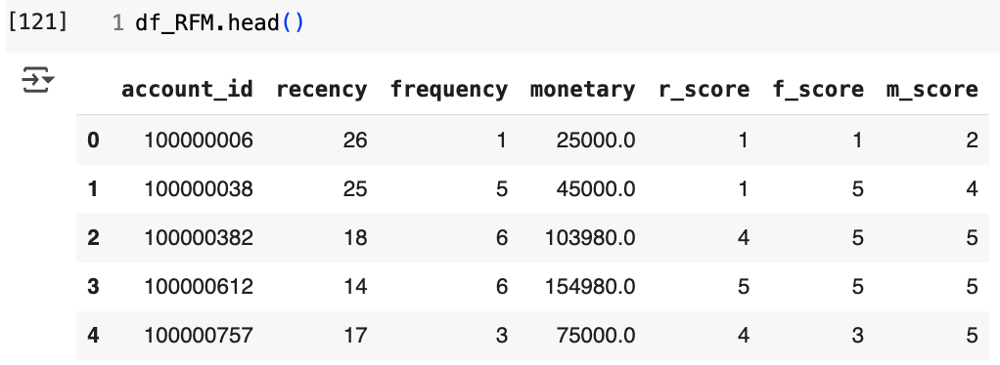 [121] 1 df_RFM.head()
account_id recency frequency monetary r_score f_score m_score
0 100000006 26 1 25000.0 1 1 2
1 100000038 25 5 45000.0 1 5 4
2 100000382 18 6 103980.0 4 5 5
3 100000612 14 6 154980.0 5 5 5
4 100000757 17 3 75000.0 4 3 5